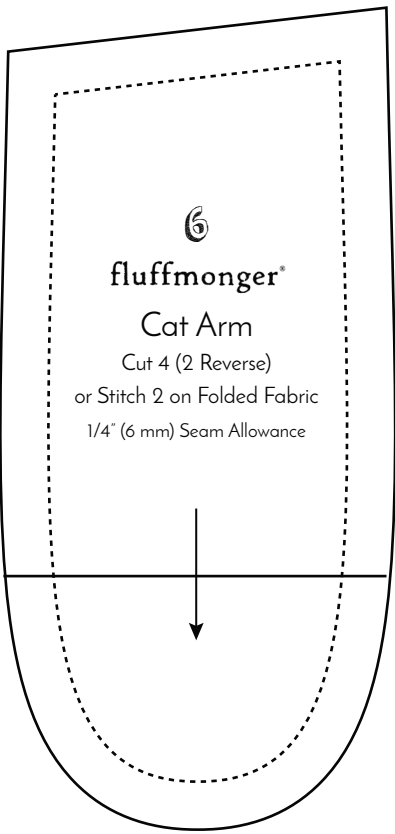 6
fluffmonger®
Cat Arm
Cut 4 (2 Reverse)
or Stitch 2 on Folded Fabric
1/4" (6 mm) Seam Allowance